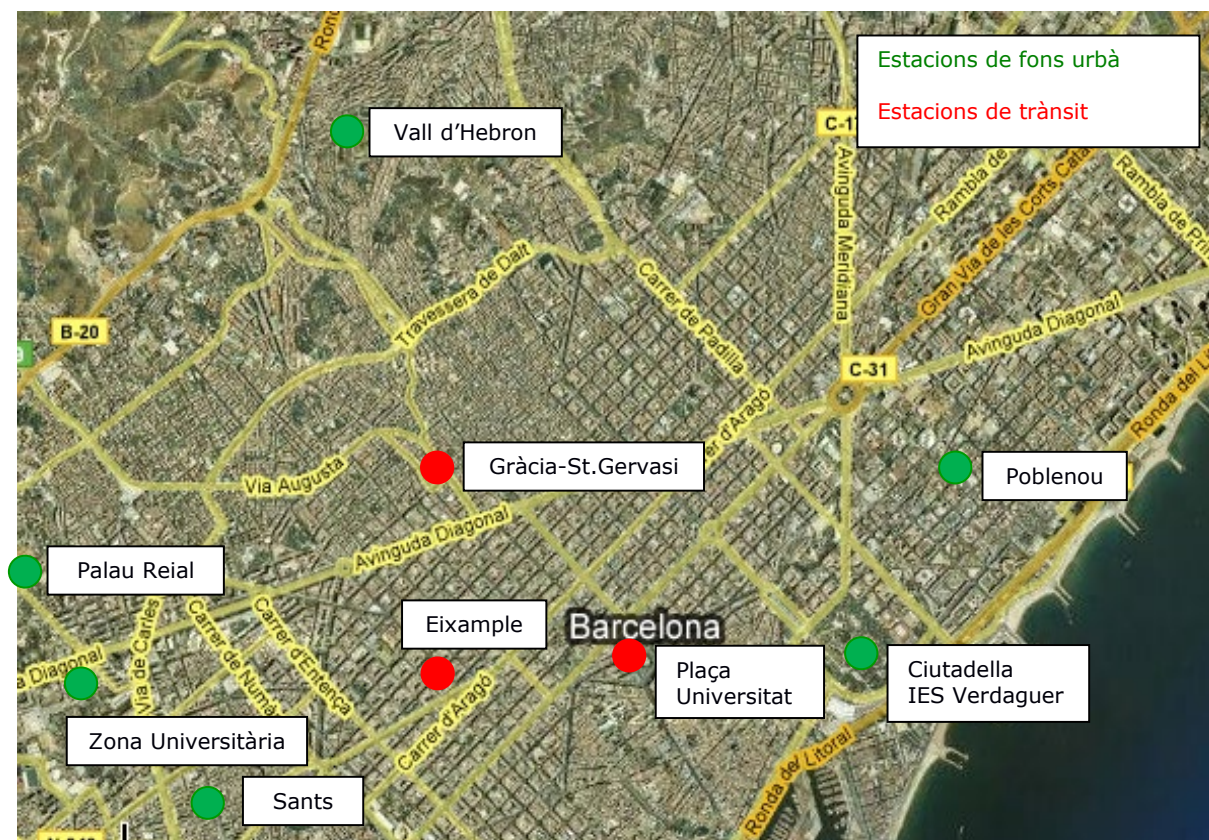 Estacions de fons urbà
Estacions de trànsit
Vall d'Hebron
C-1
Avinguda Meridiana
Rambla de
Gran Via de les Corts Cata
Rambla de Pri
Travessera de Dalt
Carrer de Padilla
B-20
Avinguda Diagonal
C-31
Ronda del Li
er d'Aragó
Gràcia-St.Gervasi
Via Augusta
Poblenou
Avinguda Diagonal
Palau Reial
Eixample
Barcelona
Carrer de Numà
Carrer d'Entença
Via de Carles
a Diagonal
Plaça
Universitat
Ciutadella
IES Verdaguer
Zona Universitària
Carrer d'Aragó
Ronda del Litoral
Sants